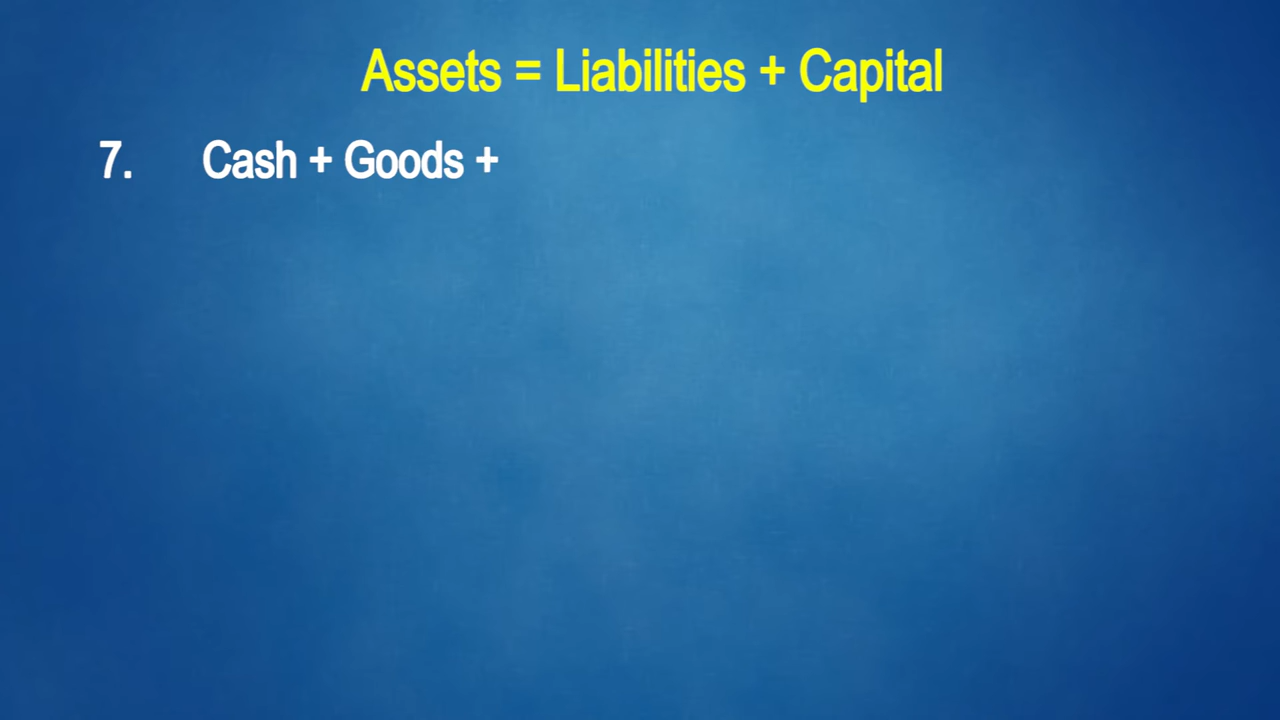 Assets = Liabilities + Capital
7. Cash + Goods +